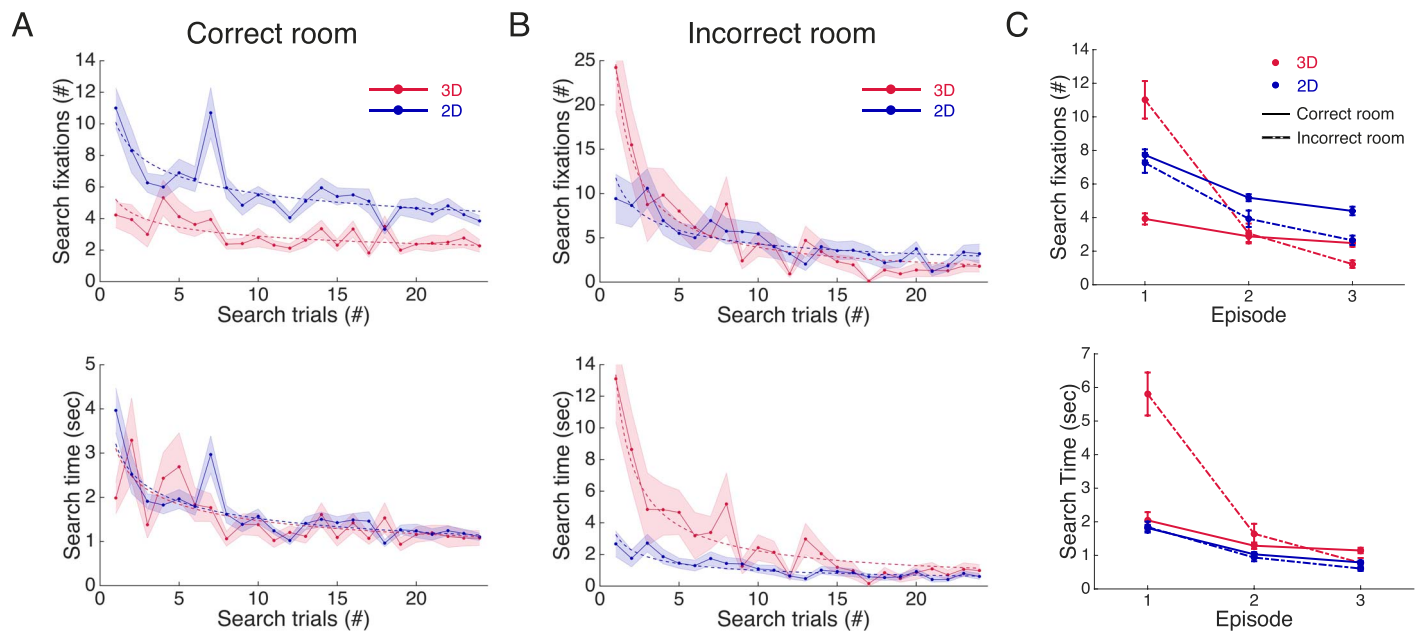 A
Correct room
14
12
10
8
6
4
2
0
Search fixations (#)
3D
2D
0
5
10
15
20
Search trials (#)
B
Incorrect room
25
20
15
10
5
0
Search fixations (#)
3D
2D
0
5
10
15
20
Search trials (#)
C
14
12
10
8
6
4
2
0
Search fixations (#)
3D
2D
Correct room
Incorrect room
1
2
3
Episode
5
4
3
2
1
0
Search time (sec)
0
5
10
15
20
Search trials (#)
14
12
10
8
6
4
2
0
Search time (sec)
0
5
10
15
20
Search trials (#)
7
6
5
4
3
2
1
0
Search Time (sec)
1
2
3
Episode